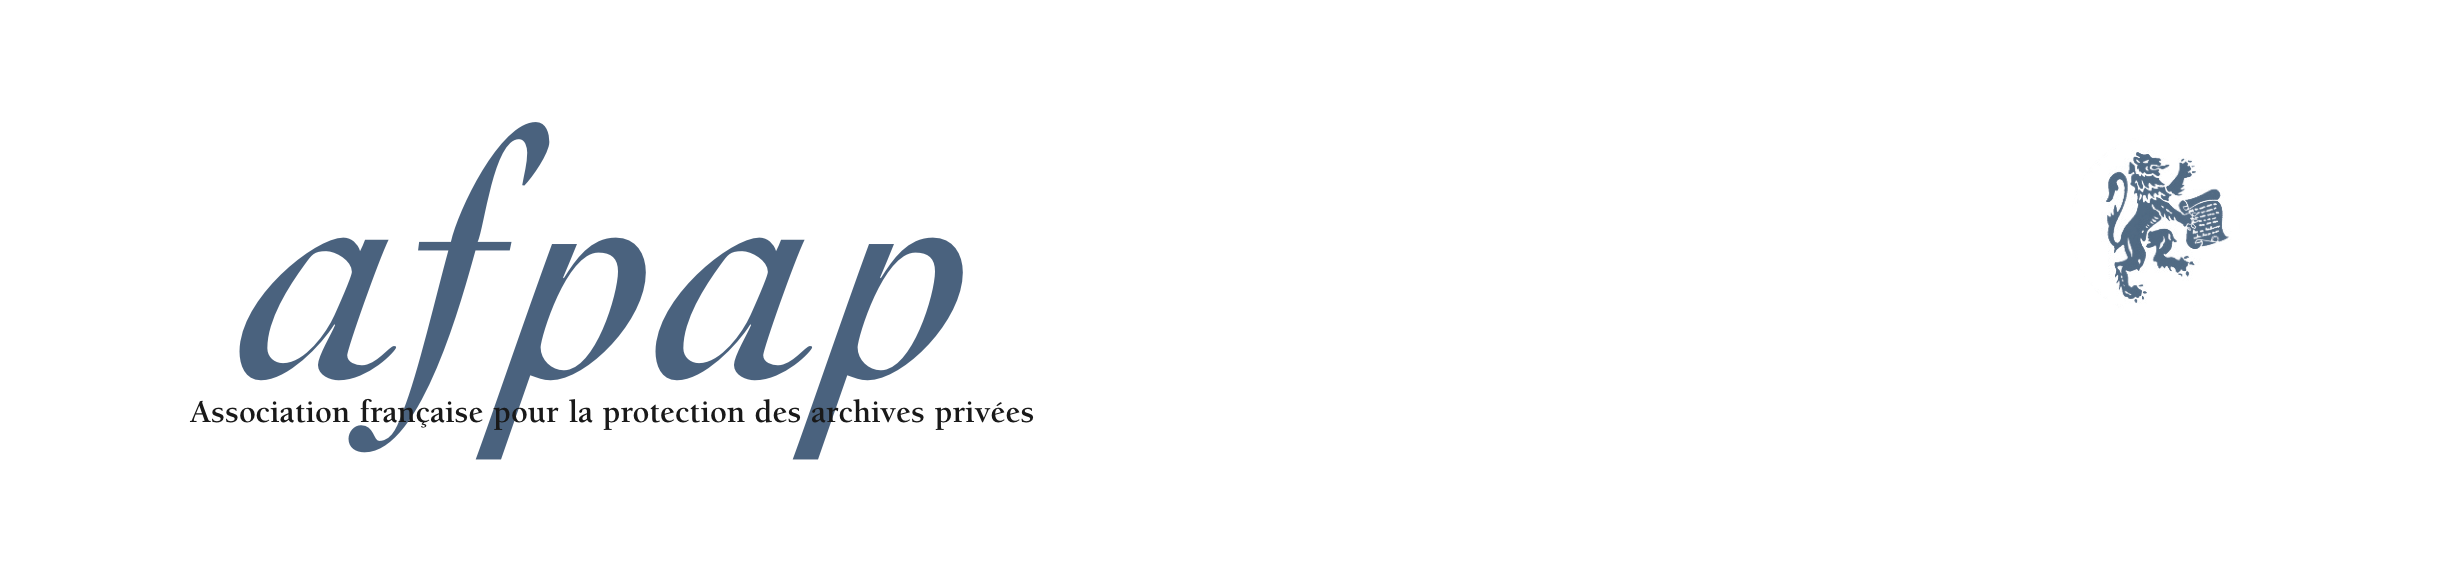 afpap
Association française pour la protection des archives privées